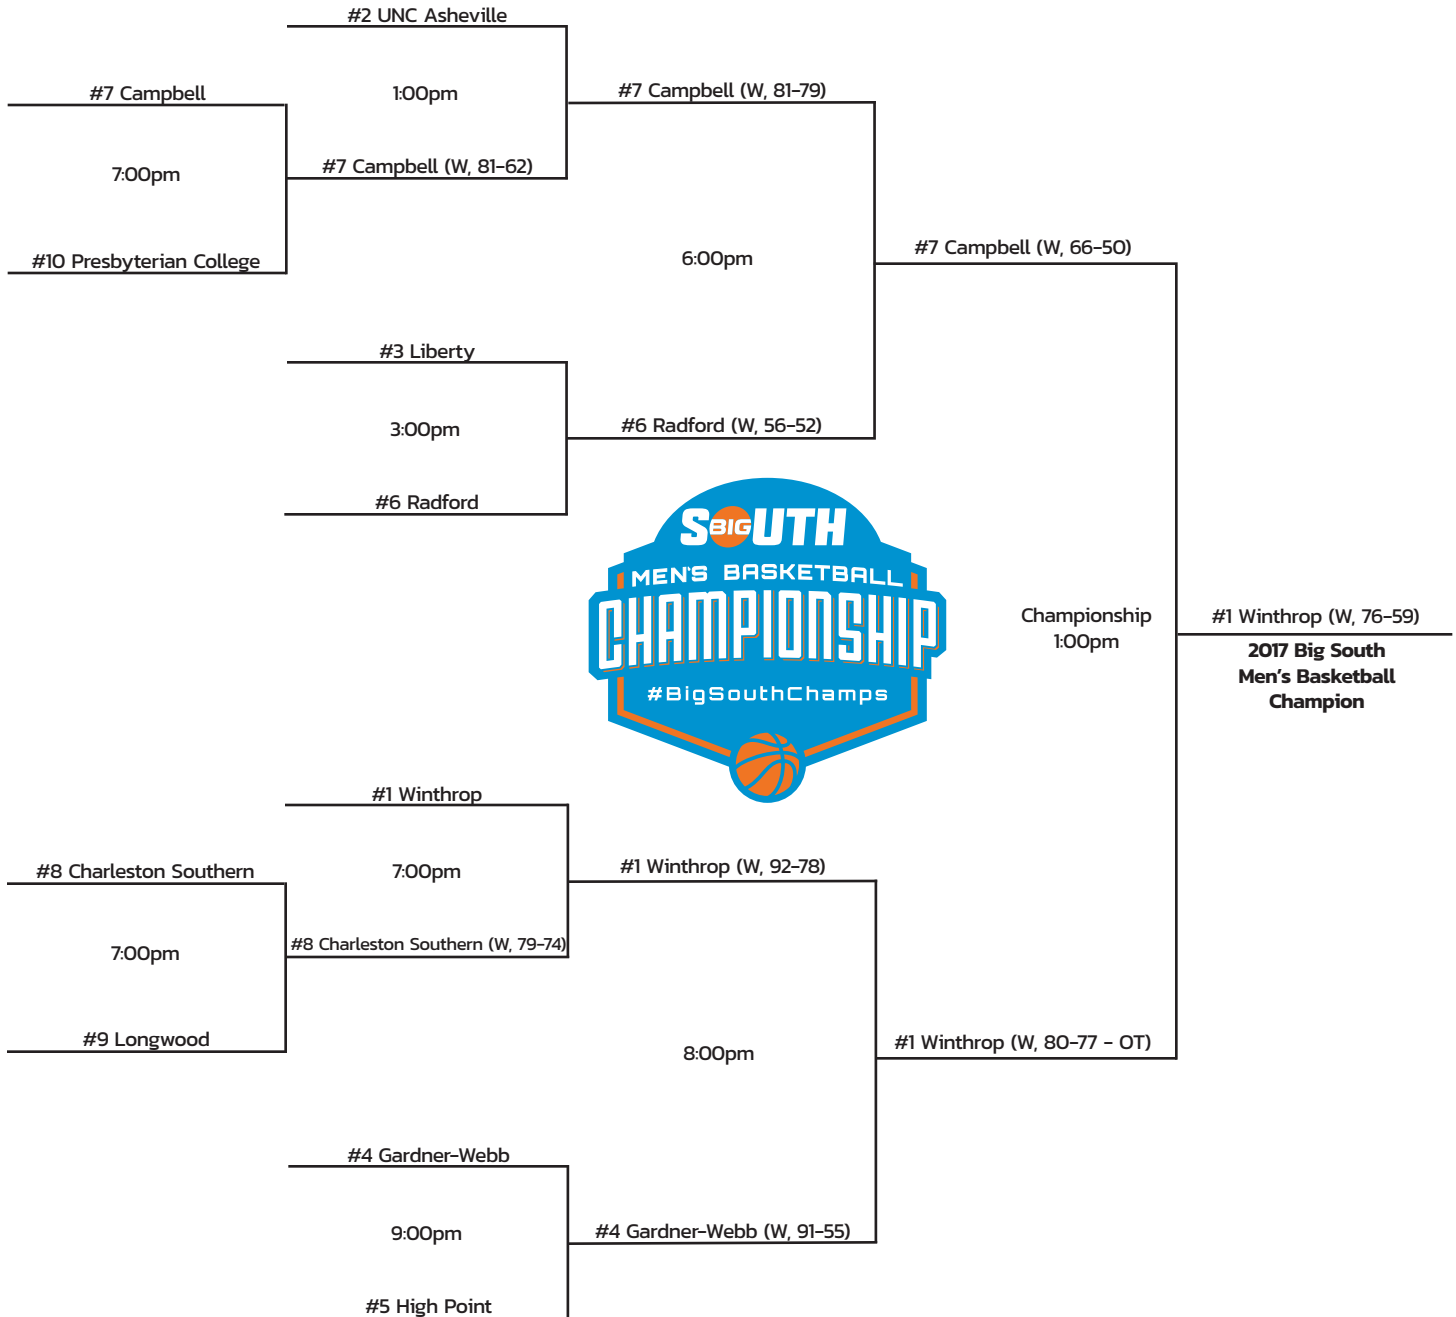 #2 UNC Asheville
#7 Campbell
1:00pm
#7 Campbell (W, 81-79)
7:00pm
#7 Campbell (W, 81-62)
#10 Presbyterian College
6:00pm
#7 Campbell (W, 66-50)
#3 Liberty
3:00pm
#6 Radford (W, 56-52)
#6 Radford
BIG SOUTH
MEN'S BASKETBALL
CHAMPIONSHIP
#BigSouthChamps
Championship
1:00pm
#1 Winthrop (W, 76-59)
2017 Big South
Men's Basketball
Champion
#1 Winthrop
#8 Charleston Southern
7:00pm
#1 Winthrop (W, 92-78)
7:00pm
#8 Charleston Southern (W, 79-74)
#9 Longwood
8:00pm
#1 Winthrop (W, 80-77 - OT)
#4 Gardner-Webb
9:00pm
#4 Gardner-Webb (W, 91-55)
#5 High Point